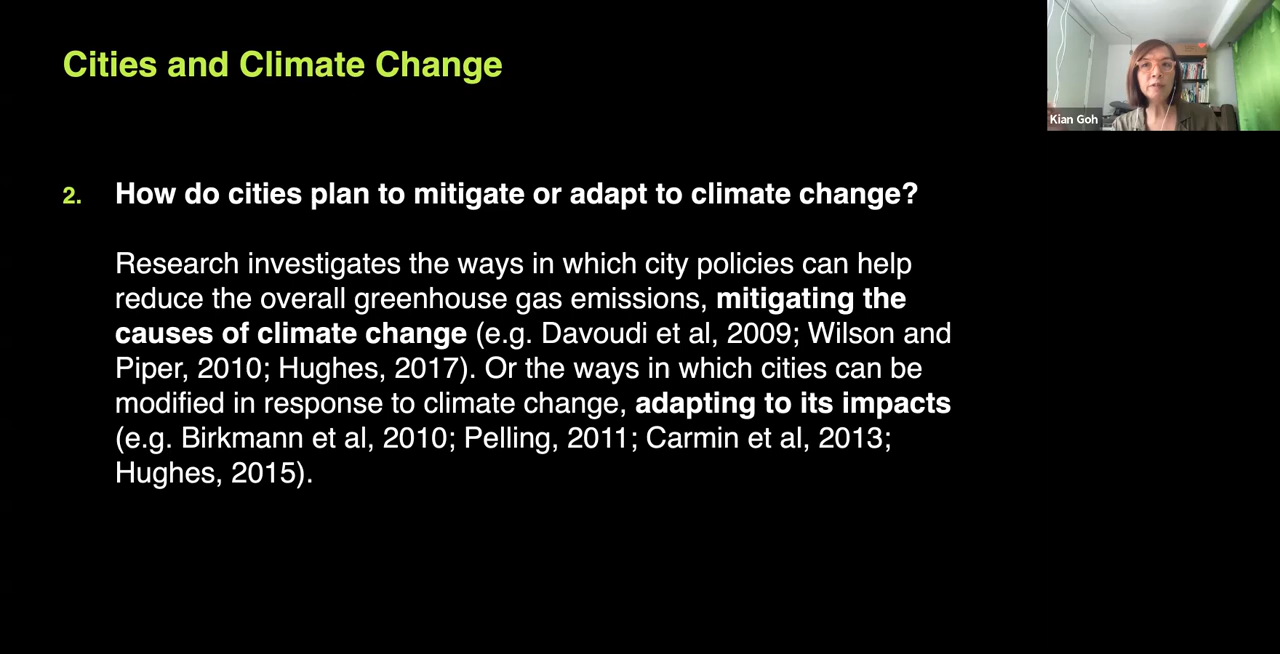 Cities and Climate Change
Kian Goh
2. How do cities plan to mitigate or adapt to climate change?
Research investigates the ways in which city policies can help
reduce the overall greenhouse gas emissions, mitigating the
causes of climate change (e.g. Davoudi et al, 2009; Wilson and
Piper, 2010; Hughes, 2017). Or the ways in which cities can be
modified in response to climate change, adapting to its impacts
(e.g. Birkmann et al, 2010; Pelling, 2011; Carmin et al, 2013;
Hughes, 2015).